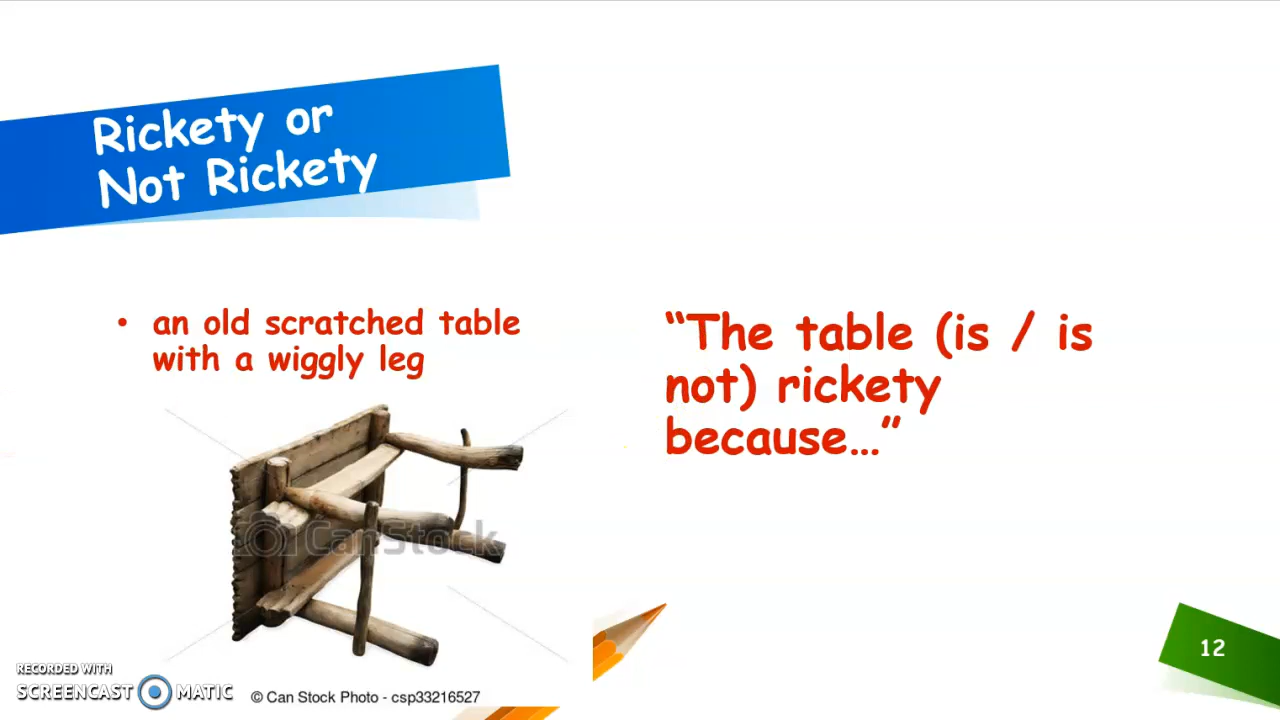 Rickety or
Not Rickety
• an old scratched table
with a wiggly leg
“The table (is / is
not) rickety
because…”
CanStock
RECORDED WITH
SCREENCAST MATIC
© Can Stock Photo - csp33216527
12